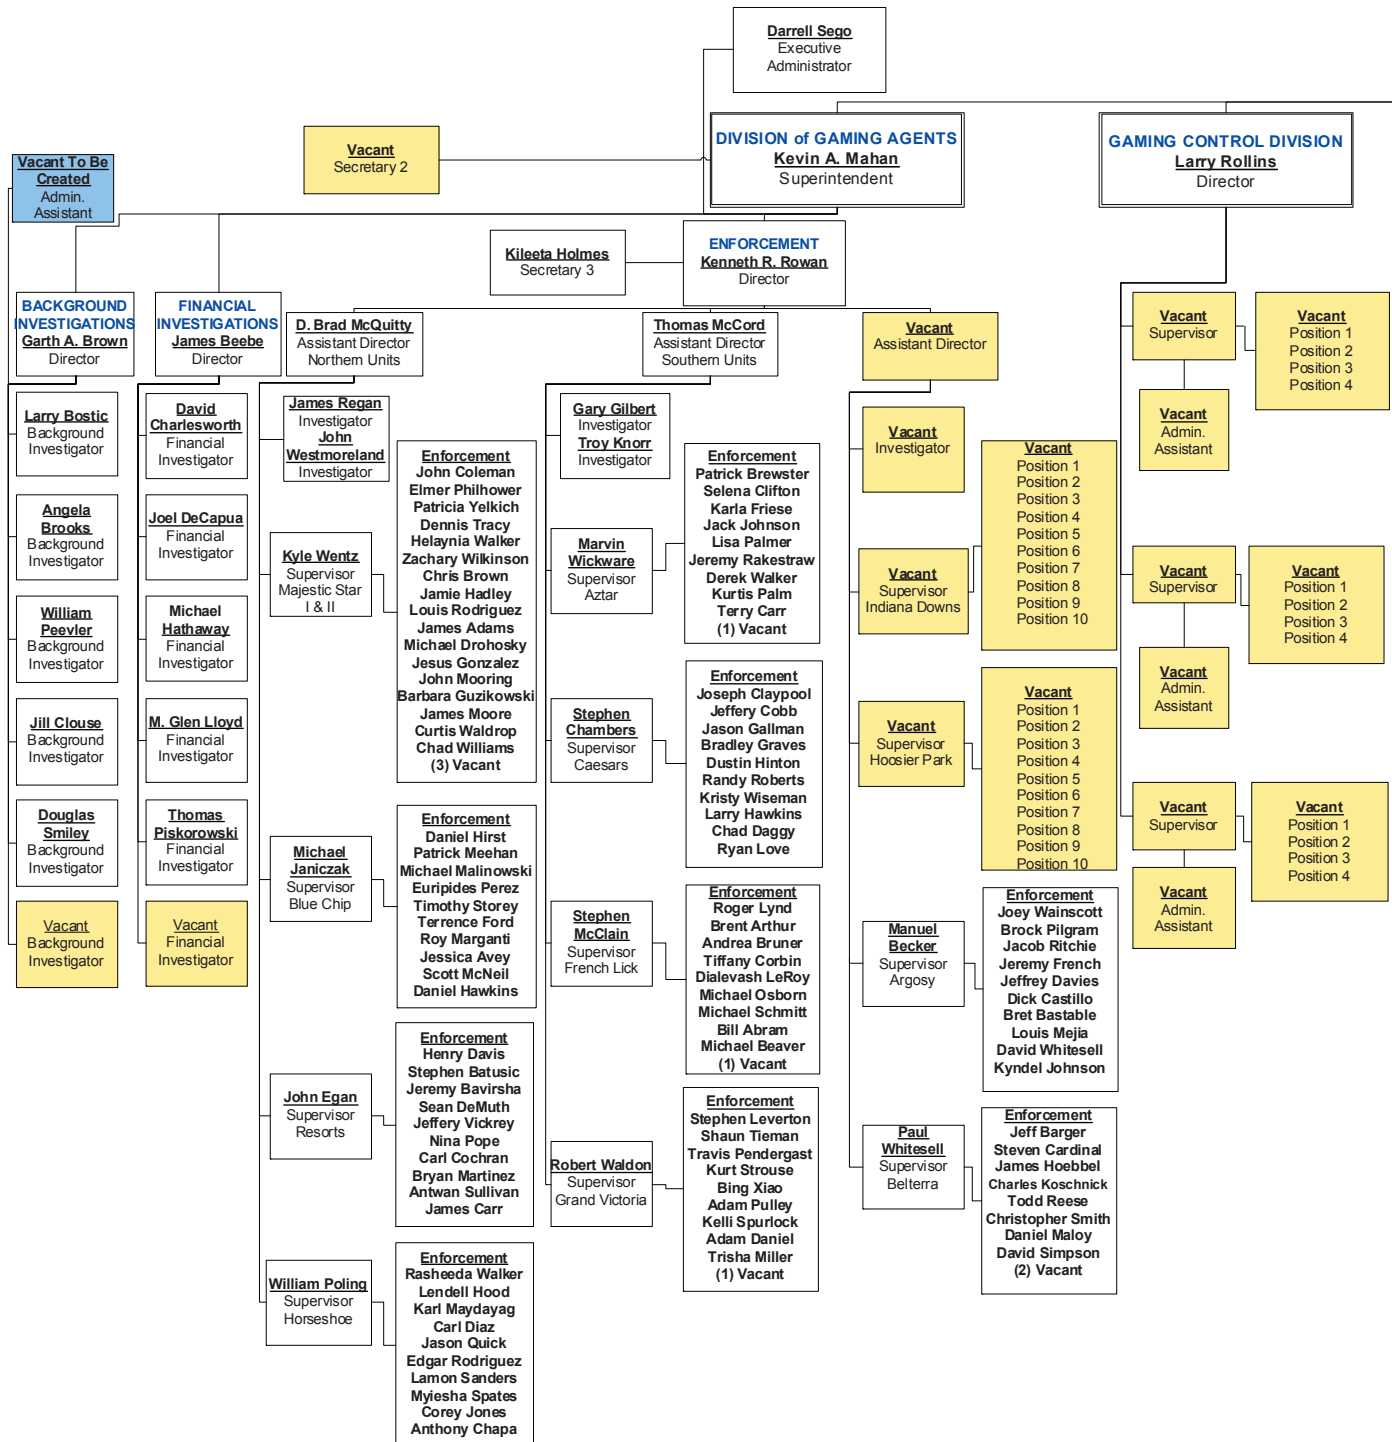 Darrell Sego
Executive
Administrator
DIVISION of GAMING AGENTS
Kevin A. Mahan
Superintendent
GAMING CONTROL DIVISION
Larry Rollins
Director
Vacant
Secretary 2
Vacant To Be
Created
Admin.
Assistant
Kileeta Holmes
Secretary 3
ENFORCEMENT
Kenneth R. Rowan
Director
BACKGROUND
INVESTIGATIONS
Garth A. Brown
Director
FINANCIAL
INVESTIGATIONS
James Beebe
Director
D. Brad McQuitty
Assistant Director
Northern Units
Thomas McCord
Assistant Director
Southern Units
Vacant
Assistant Director
Larry Bostic
Background
Investigator
Angela
Brooks
Background
Investigator
William
Peevler
Background
Investigator
Jill Clouse
Background
Investigator
Douglas
Smiley
Background
Investigator
Vacant
Background
Investigator
David
Charlesworth
Financial
Investigator
Joel DeCapua
Financial
Investigator
Michael
Hathaway
Financial
Investigator
M. Glen Lloyd
Financial
Investigator
Thomas
Piskorowski
Financial
Investigator
Vacant
Financial
Investigator
James Regan
Investigator
John
Westmoreland
Investigator
Kyle Wentz
Supervisor
Majestic Star
I & II
Enforcement
John Coleman
Elmer Philhower
Patricia Yelkich
Dennis Tracy
Helaynia Walker
Zachary Wilkinson
Chris Brown
Jamie Hadley
Louis Rodriguez
James Adams
Michael Drohosky
Jesus Gonzalez
John Mooring
Barbara Guzikowski
James Moore
Curtis Waldrop
Chad Williams
(3) Vacant
Michael
Janiczak
Supervisor
Blue Chip
Enforcement
Daniel Hirst
Patrick Meehan
Michael Malinowski
Euripides Perez
Timothy Storey
Terrence Ford
Roy Marganti
Jessica Avey
Scott McNeil
Daniel Hawkins
John Egan
Supervisor
Resorts
Enforcement
Henry Davis
Stephen Batusic
Jeremy Bavirsha
Sean DeMuth
Jeffery Vickrey
Nina Pope
Carl Cochran
Bryan Martinez
Antwan Sullivan
James Carr
William Poling
Supervisor
Horseshoe
Enforcement
Rasheeda Walker
Lendell Hood
Karl Maydayag
Carl Diaz
Jason Quick
Edgar Rodriguez
Lamon Sanders
Myiesha Spates
Corey Jones
Anthony Chapa
Gary Gilbert
Investigator
Troy Knorr
Investigator
Marvin
Wickware
Supervisor
Aztar
Enforcement
Patrick Brewster
Selena Clifton
Karla Friese
Jack Johnson
Lisa Palmer
Jeremy Rakestraw
Derek Walker
Kurtis Palm
Terry Carr
(1) Vacant
Stephen
Chambers
Supervisor
Caesars
Enforcement
Joseph Claypool
Jeffery Cobb
Jason Gallman
Bradley Graves
Dustin Hinton
Randy Roberts
Kristy Wiseman
Larry Hawkins
Chad Daggy
Ryan Love
Stephen
McClain
Supervisor
French Lick
Enforcement
Roger Lynd
Brent Arthur
Andrea Bruner
Tiffany Corbin
Dialevash LeRoy
Michael Osborn
Michael Schmitt
Bill Abram
Michael Beaver
(1) Vacant
Robert Waldon
Supervisor
Grand Victoria
Enforcement
Stephen Leverton
Shaun Tieman
Travis Pendergast
Kurt Strouse
Bing Xiao
Adam Pulley
Kelli Spurlock
Adam Daniel
Trisha Miller
(1) Vacant
Vacant
Investigator
Vacant
Supervisor
Indiana Downs
Vacant
Position 1
Position 2
Position 3
Position 4
Position 5
Position 6
Position 7
Position 8
Position 9
Position 10
Vacant
Supervisor
Hoosier Park
Vacant
Position 1
Position 2
Position 3
Position 4
Position 5
Position 6
Position 7
Position 8
Position 9
Position 10
Manuel
Becker
Supervisor
Argosy
Enforcement
Joey Wainscott
Brock Pilgram
Jacob Ritchie
Jeremy French
Jeffrey Davies
Dick Castillo
Bret Bastable
Louis Mejia
David Whitesell
Kyndel Johnson
Paul
Whitesell
Supervisor
Belterra
Enforcement
Jeff Barger
Steven Cardinal
James Hoebbel
Charles Koschnick
Todd Reese
Christopher Smith
Daniel Maloy
David Simpson
(2) Vacant
Vacant
Supervisor
Vacant
Position 1
Position 2
Position 3
Position 4
Vacant
Admin.
Assistant
Vacant
Supervisor
Vacant
Position 1
Position 2
Position 3
Position 4
Vacant
Admin.
Assistant
Vacant
Supervisor
Vacant
Position 1
Position 2
Position 3
Position 4
Vacant
Admin.
Assistant